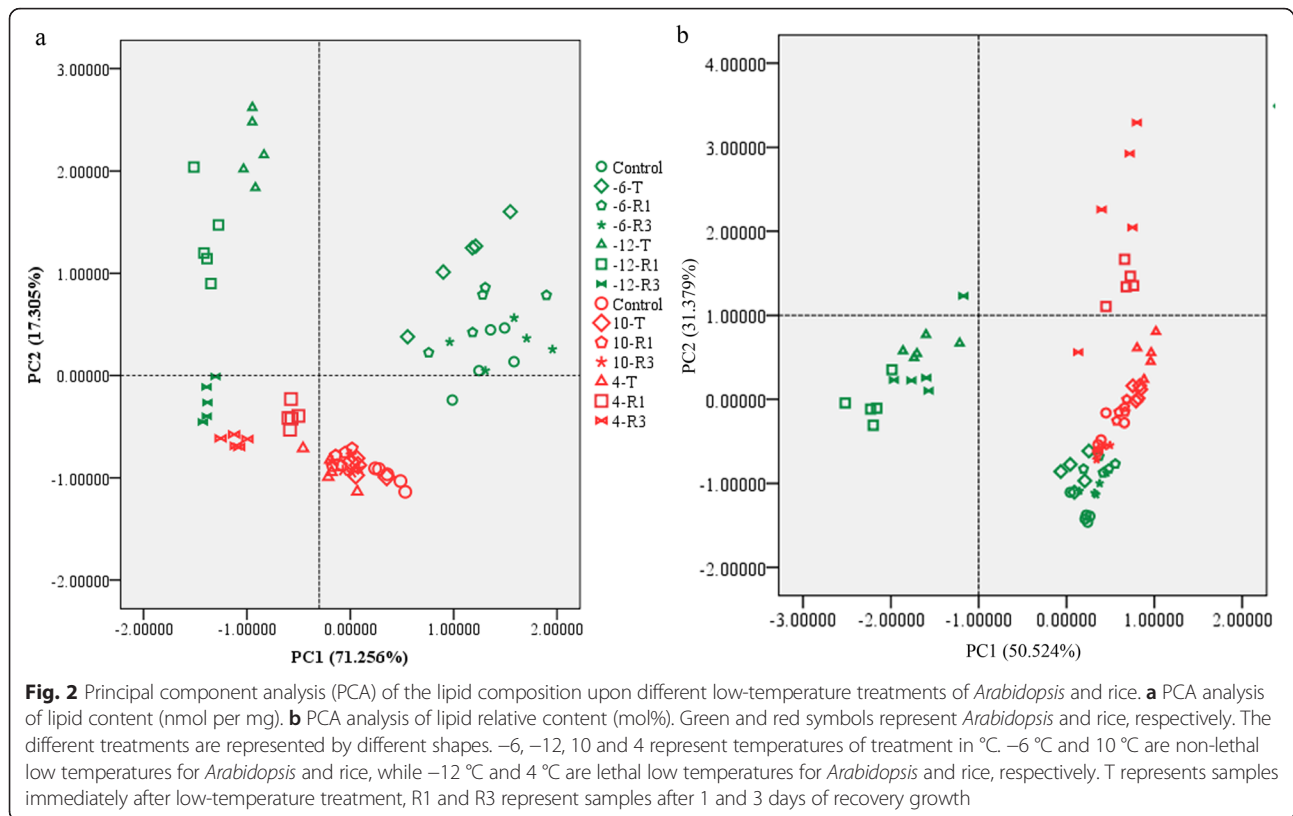 a
3.00000
2.00000
1.00000
0.00000
-1.00000
-2.00000
PC2 (17.305%)
-2.00000 -1.00000 0.00000 1.00000 2.00000
PC1 (71.256%)
Control
-6-T
-6-R1
-6-R3
-12-T
-12-R1
-12-R3
Control
10-T
10-R1
10-R3
4-T
4-R1
4-R3
b
4.00000
3.00000
2.00000
1.00000
0.00000
-1.00000
-2.00000
PC2 (31.379%)
-3.00000 -2.00000 -1.00000 0.00000 1.00000 2.00000
PC1 (50.524%)
Fig. 2 Principal component analysis (PCA) of the lipid composition upon different low-temperature treatments of Arabidopsis and rice. a PCA analysis
of lipid content (nmol per mg). b PCA analysis of lipid relative content (mol%). Green and red symbols represent Arabidopsis and rice, respectively. The
different treatments are represented by different shapes. −6, −12, 10 and 4 represent temperatures of treatment in °C. −6 °C and 10 °C are non-lethal
low temperatures for Arabidopsis and rice, while −12 °C and 4 °C are lethal low temperatures for Arabidopsis and rice, respectively. T represents samples
immediately after low-temperature treatment, R1 and R3 represent samples after 1 and 3 days of recovery growth